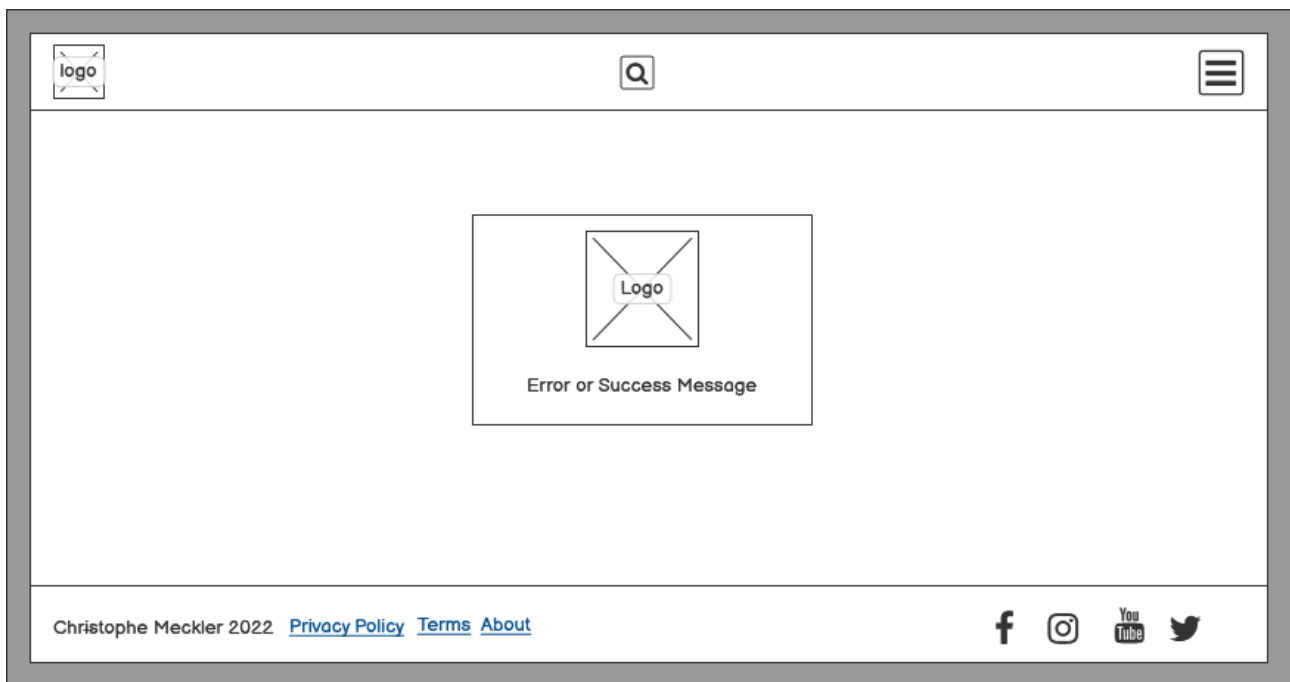 logo
Logo
Error or Success Message
Christophe Meckler 2022 Privacy Policy Terms About
You
Tube